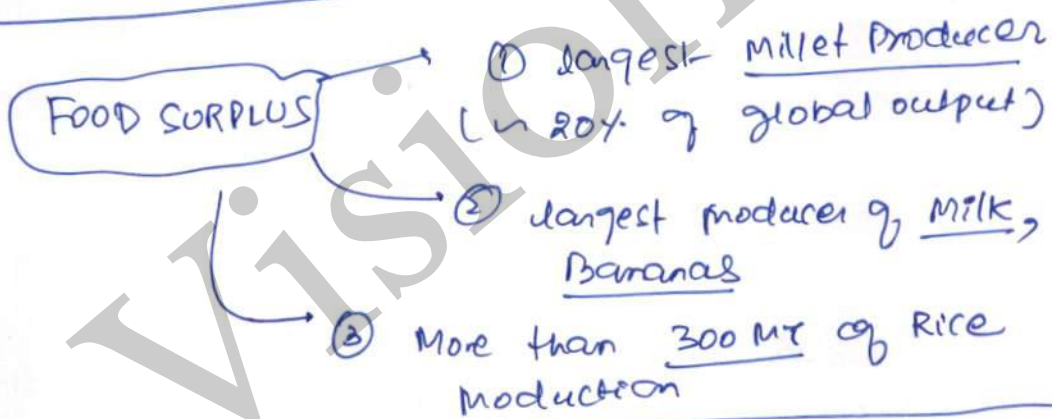 FOOD SURPLUS
① largest Millet Producer
(~ 20% of global output)
② largest producer of Milk,
Bananas
③ More than 300 MT of Rice
Production
Vision